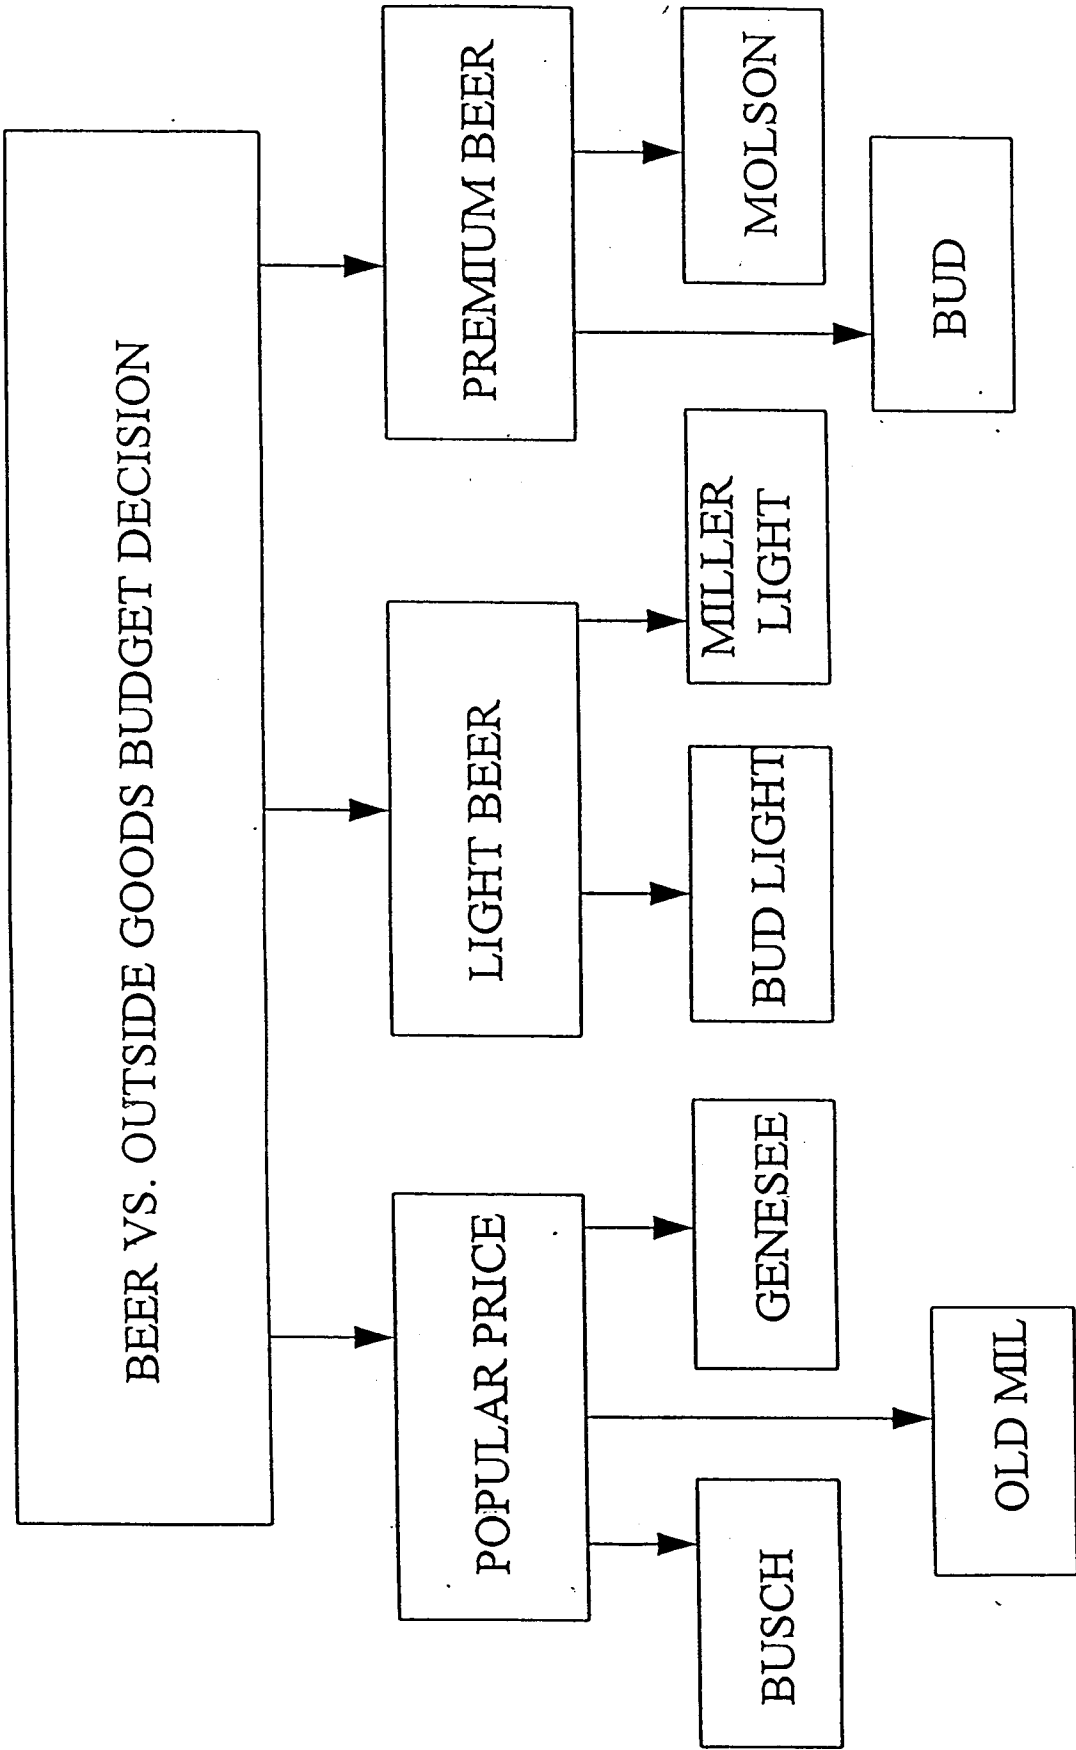 BEER VS. OUTSIDE GOODS BUDGET DECISION
POPULAR PRICE
LIGHT BEER
PREMIUM BEER
BUSCH
GENESEE
BUD LIGHT
MILLER
LIGHT
MOLSON
OLD MIL
BUD